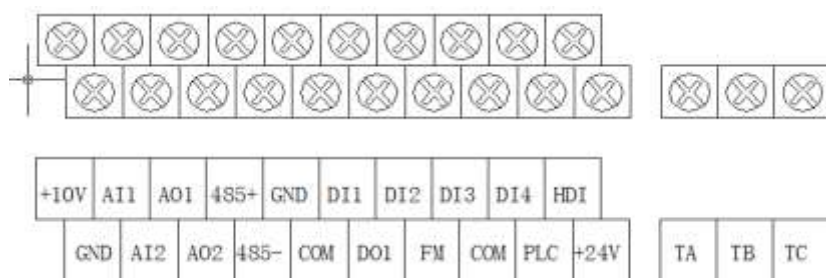 +10V AI1 AO1 485+ GND DI1 DI2 DI3 DI4 HDI
GND AI2 AO2 485- COM DO1 FM COM PLC +24V TA TB TC